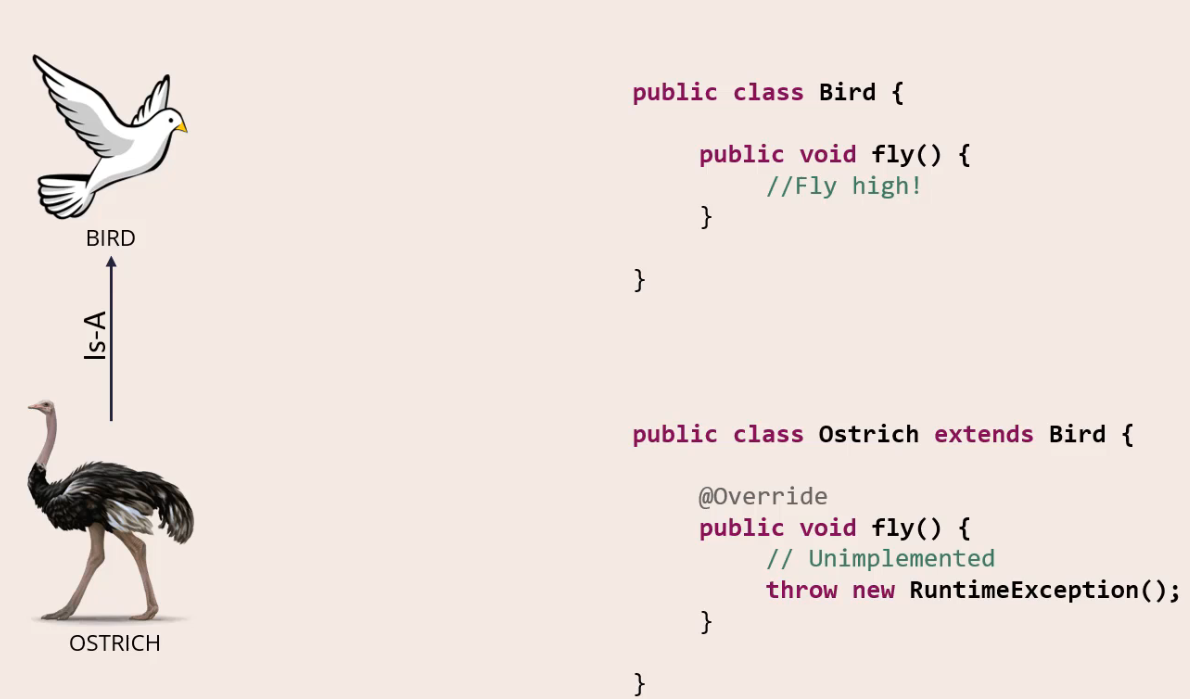 BIRD
Is-A
OSTRICH
public class Bird {
public void fly() {
//Fly high!
}
}
public class Ostrich extends Bird {
@Override
public void fly() {
// Unimplemented
throw new RuntimeException();
}
}